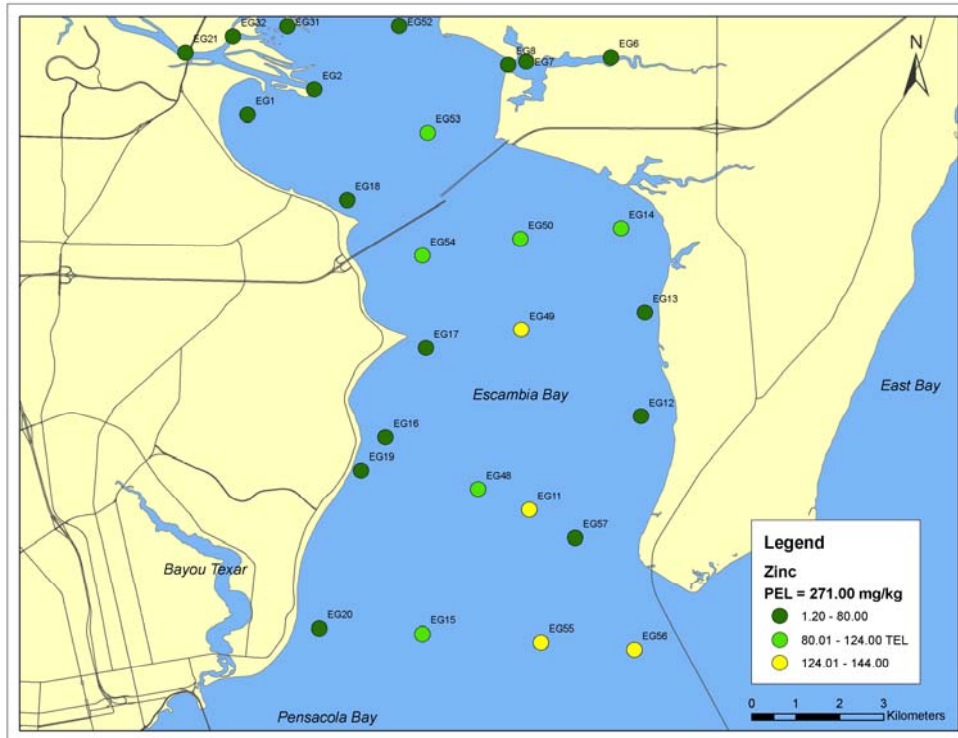 EG31
EG52
EG32
EG21
EG8
EG7
EG6
N
EG2
EG1
EG53
EG18
EG14
EG50
EG54
EG13
EG49
EG17
East Bay
Escambia Bay
EG12
EG16
EG19
EG48
EG11
EG57
Bayou Texar
EG20
EG15
EG55
EG56
Pensacola Bay
Legend
Zinc
PEL = 271.00 mg/kg
1.20 - 80.00
80.01 - 124.00 TEL
124.01 - 144.00
0 1 2 3
Kilometers